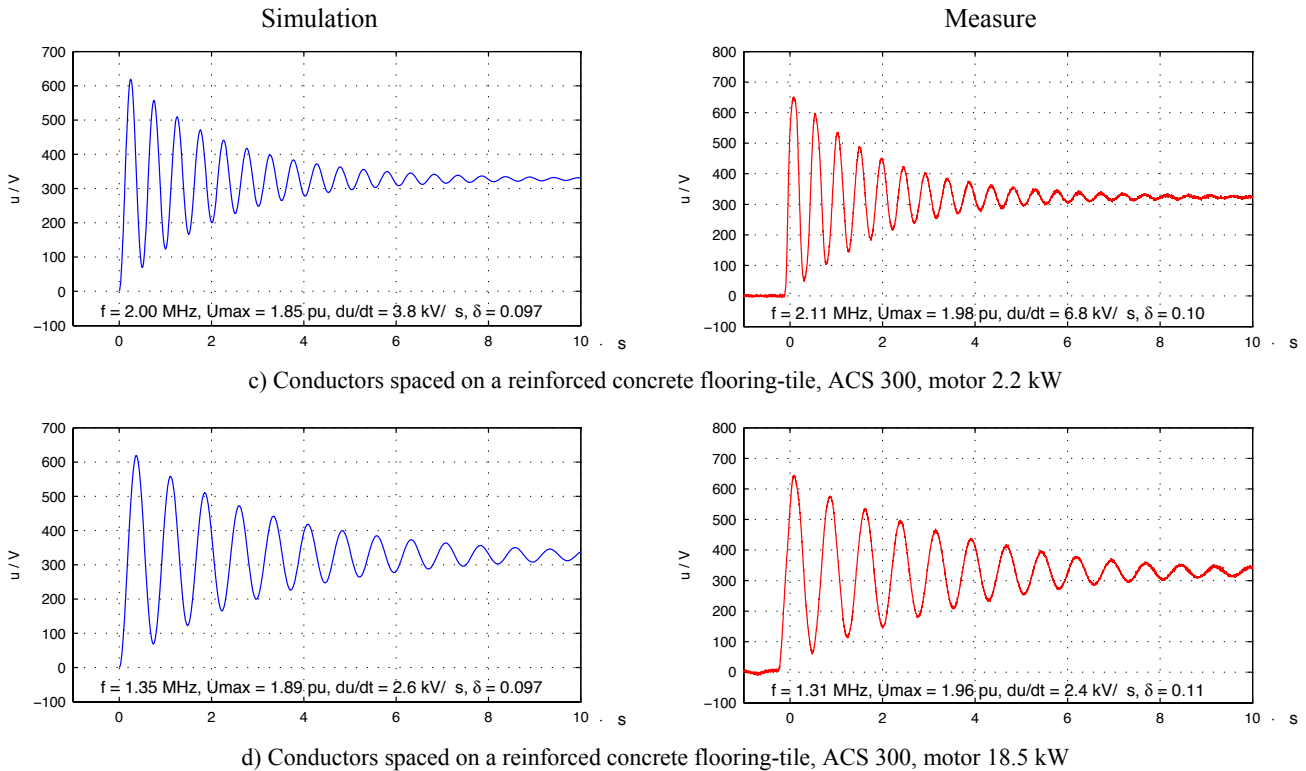 Simulation
Measure
700
600
500
400
300
200
100
0
−100
u / V
f = 2.00 MHz, Umax = 1.85 pu, du/dt = 3.8 kV/ s, δ = 0.097
0 2 4 6 8 10 · s
800
700
600
500
400
300
200
100
0
−100
u / V
f = 2.11 MHz, Umax = 1.98 pu, du/dt = 6.8 kV/ s, δ = 0.10
0 2 4 6 8 10 · s
c) Conductors spaced on a reinforced concrete flooring-tile, ACS 300, motor 2.2 kW
700
600
500
400
300
200
100
0
−100
u / V
f = 1.35 MHz, Umax = 1.89 pu, du/dt = 2.6 kV/ s, δ = 0.097
0 2 4 6 8 10 · s
800
700
600
500
400
300
200
100
0
−100
u / V
f = 1.31 MHz, Umax = 1.96 pu, du/dt = 2.4 kV/ s, δ = 0.11
0 2 4 6 8 10 · s
d) Conductors spaced on a reinforced concrete flooring-tile, ACS 300, motor 18.5 kW